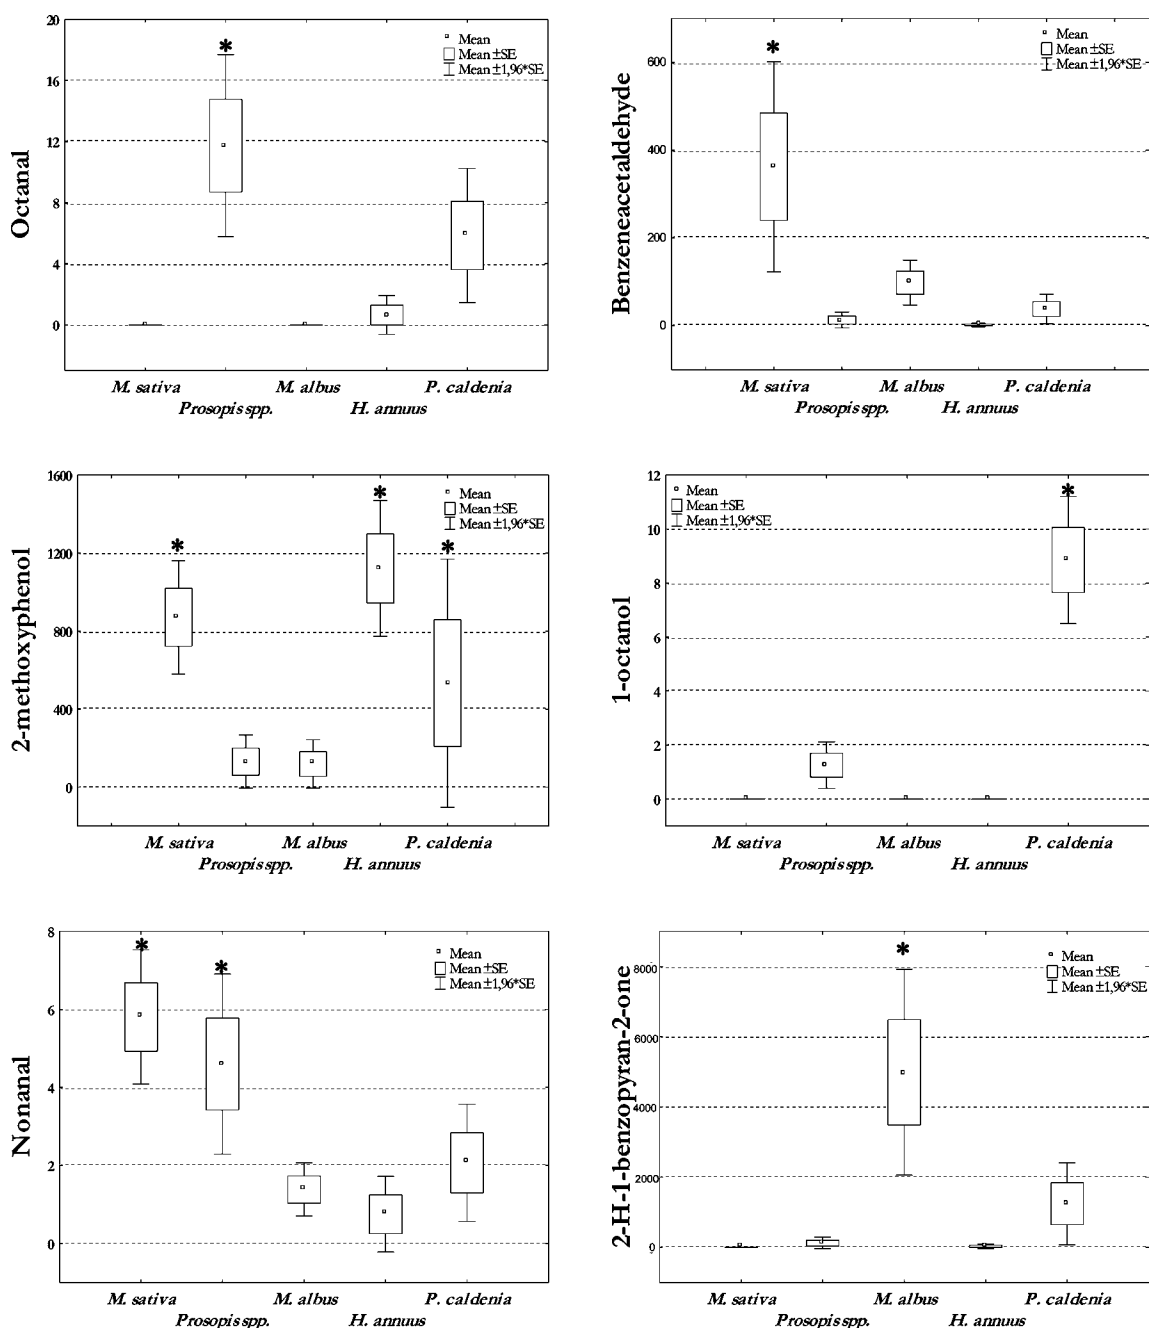 Octanal
20
16
12
8
4
0
*
Mean
Mean ±SE
Mean ±1,96*SE
M. sativa M. albus P. caldenia
Prosopis spp. H. annuus
Benzeneacetaldehyde
600
400
200
0
*
Mean
Mean ±SE
Mean ±1,96*SE
M. sativa M. albus P. caldenia
Prosopis spp. H. annuus
2-methoxyphenol
1600
1200
800
400
0
* * *
Mean
Mean ±SE
Mean ±1,96*SE
M. sativa M. albus P. caldenia
Prosopis spp. H. annuus
1-octanol
12
10
8
6
4
2
0
*
Mean
Mean ±SE
Mean ±1,96*SE
M. sativa M. albus P. caldenia
Prosopis spp. H. annuus
Nonanal
8
6
4
2
0
* *
Mean
Mean ±SE
Mean ±1,96*SE
M. sativa M. albus P. caldenia
Prosopis spp. H. annuus
2-H-1-benzopyran-2-one
8000
6000
4000
2000
0
*
Mean
Mean ±SE
Mean ±1,96*SE
M. sativa M. albus P. caldenia
Prosopis spp. H. annuus